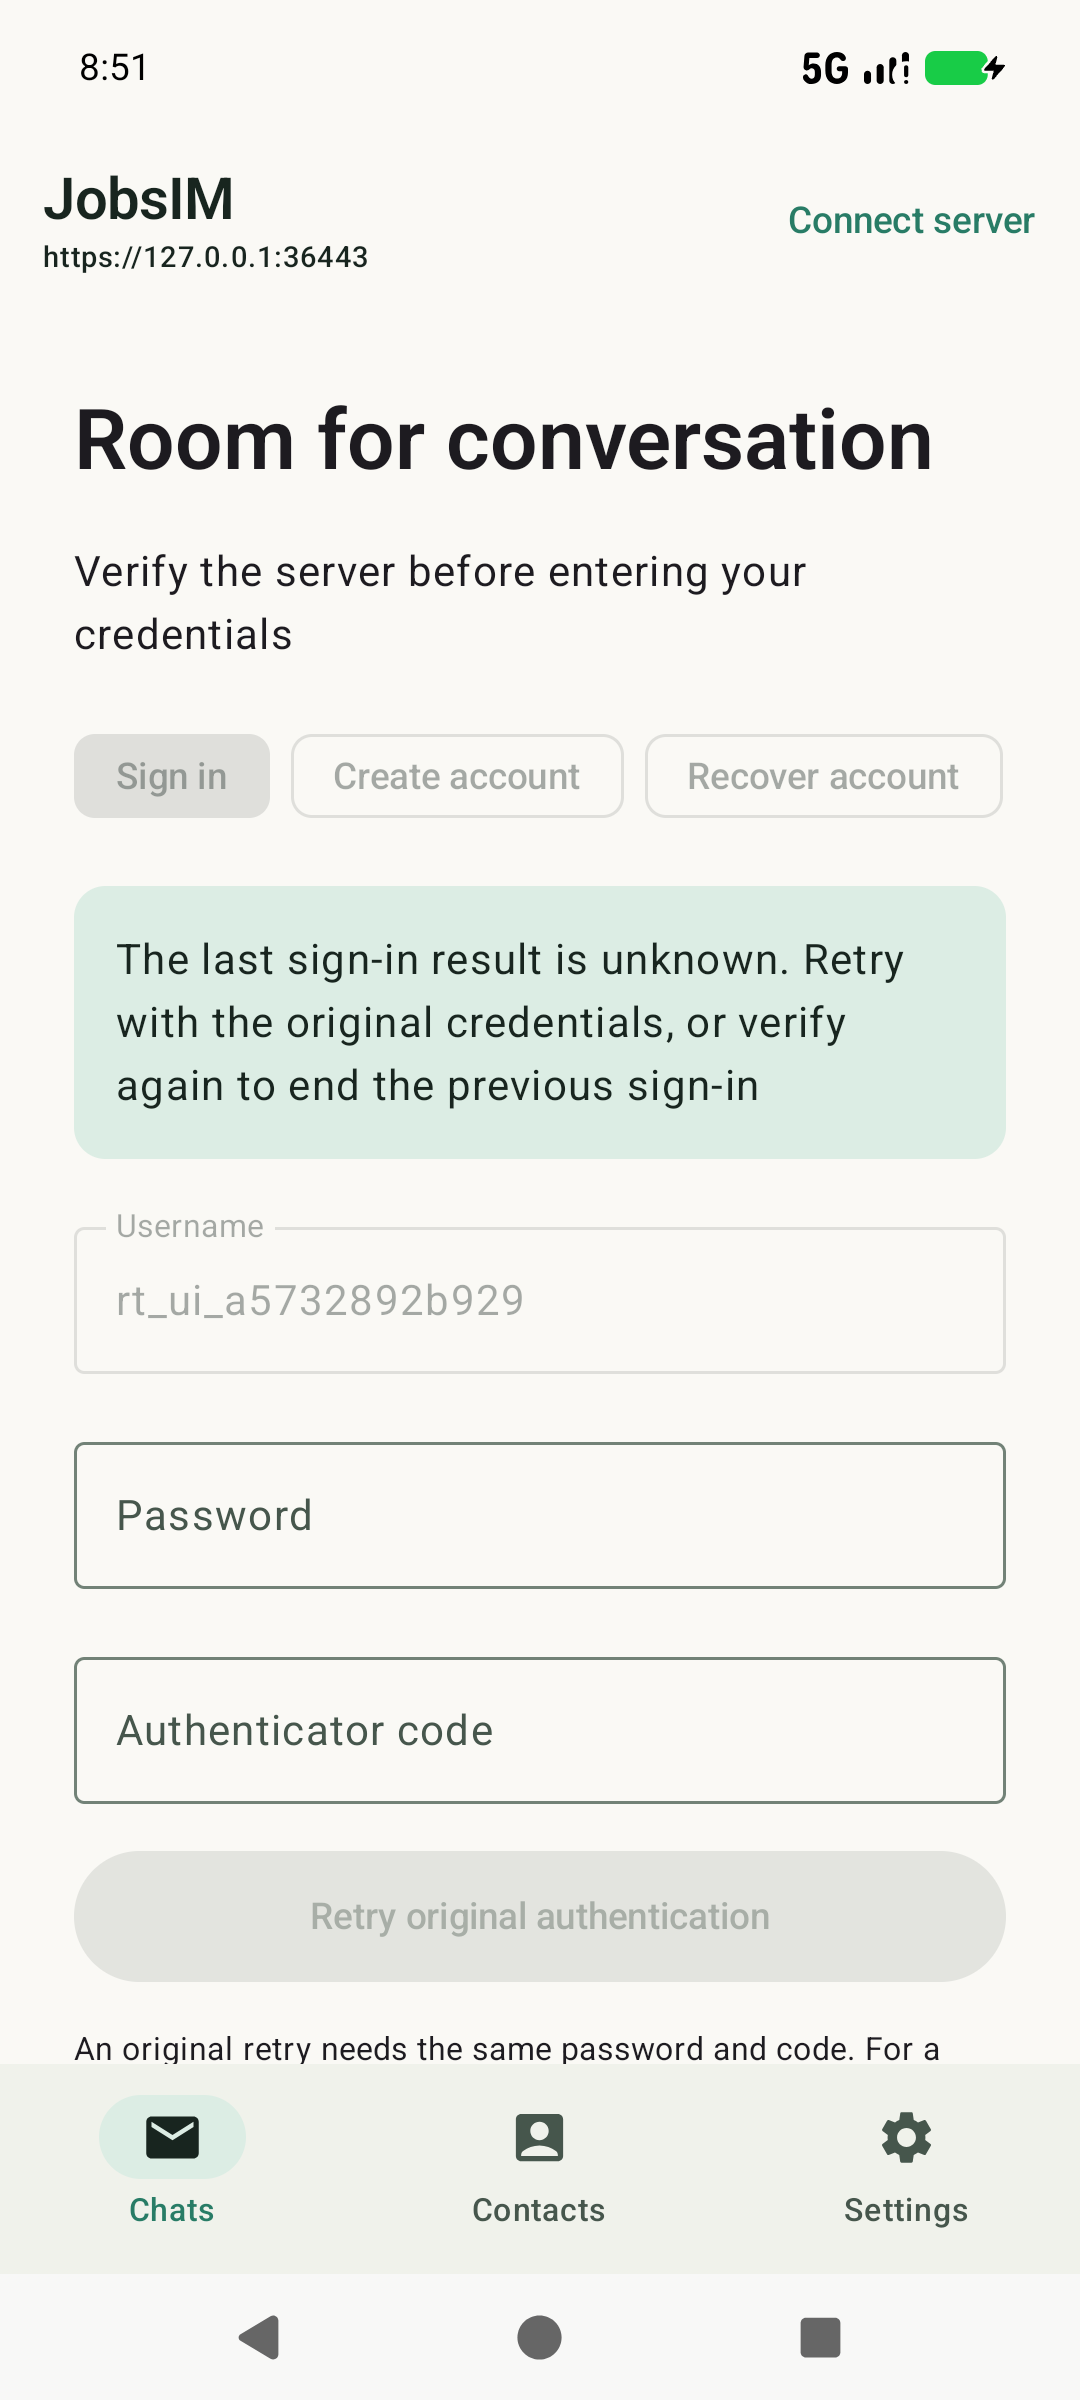 8:51
5G
JobsIM
https://127.0.0.1:36443
Connect server
Room for conversation
Verify the server before entering your
credentials
Sign in
Create account
Recover account
The last sign-in result is unknown. Retry
with the original credentials, or verify
again to end the previous sign-in
Username
rt_ui_a5732892b929
Password
Authenticator code
Retry original authentication
An original retry needs the same password and code. For a
Chats
Contacts
Settings